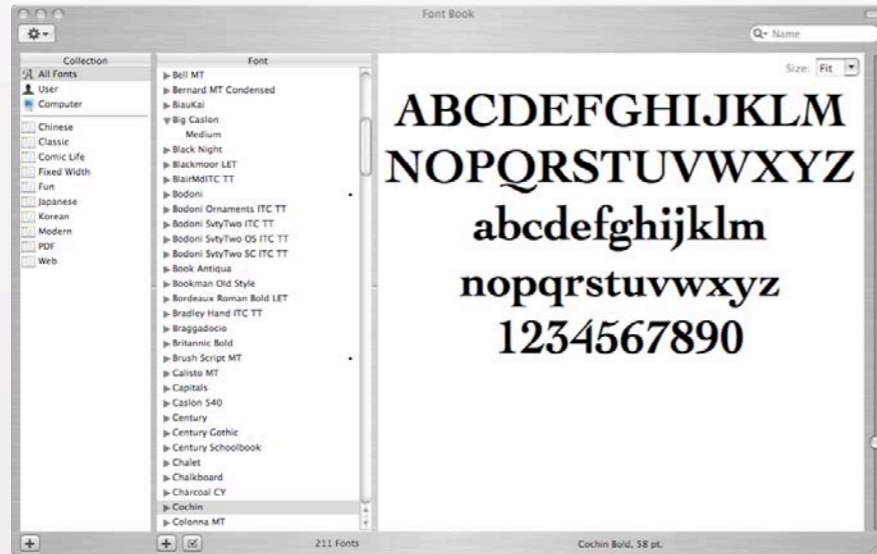 Font Book
Name
Collection
All Fonts
User
Computer
Chinese
Classic
Comic Life
Fixed Width
Fun
Japanese
Korean
Modern
PDF
Web
Font
Bell MT
Bernard MT Condensed
BiauKai
Big Caslon
Medium
Black Night
Blackmoor LET
BlairMdITC TT
Bodoni
Bodoni Ornaments ITC TT
Bodoni SvtyTwo ITC TT
Bodoni SvtyTwo OS ITC TT
Bodoni SvtyTwo SC ITC TT
Book Antiqua
Bookman Old Style
Bordeaux Roman Bold LET
Bradley Hand ITC TT
Braggadocio
Britannic Bold
Brush Script MT
Calisto MT
Capitals
Caslon 540
Century
Century Gothic
Century Schoolbook
Chalet
Chalkboard
Charcoal CY
Cochin
Colonna MT
Size: Fit
ABCDEFGHIJKLM
NOPQRSTUVWXYZ
abcdefghijklm
nopqrstuvwxyz
1234567890
211 Fonts
Cochin Bold, 58 pt.